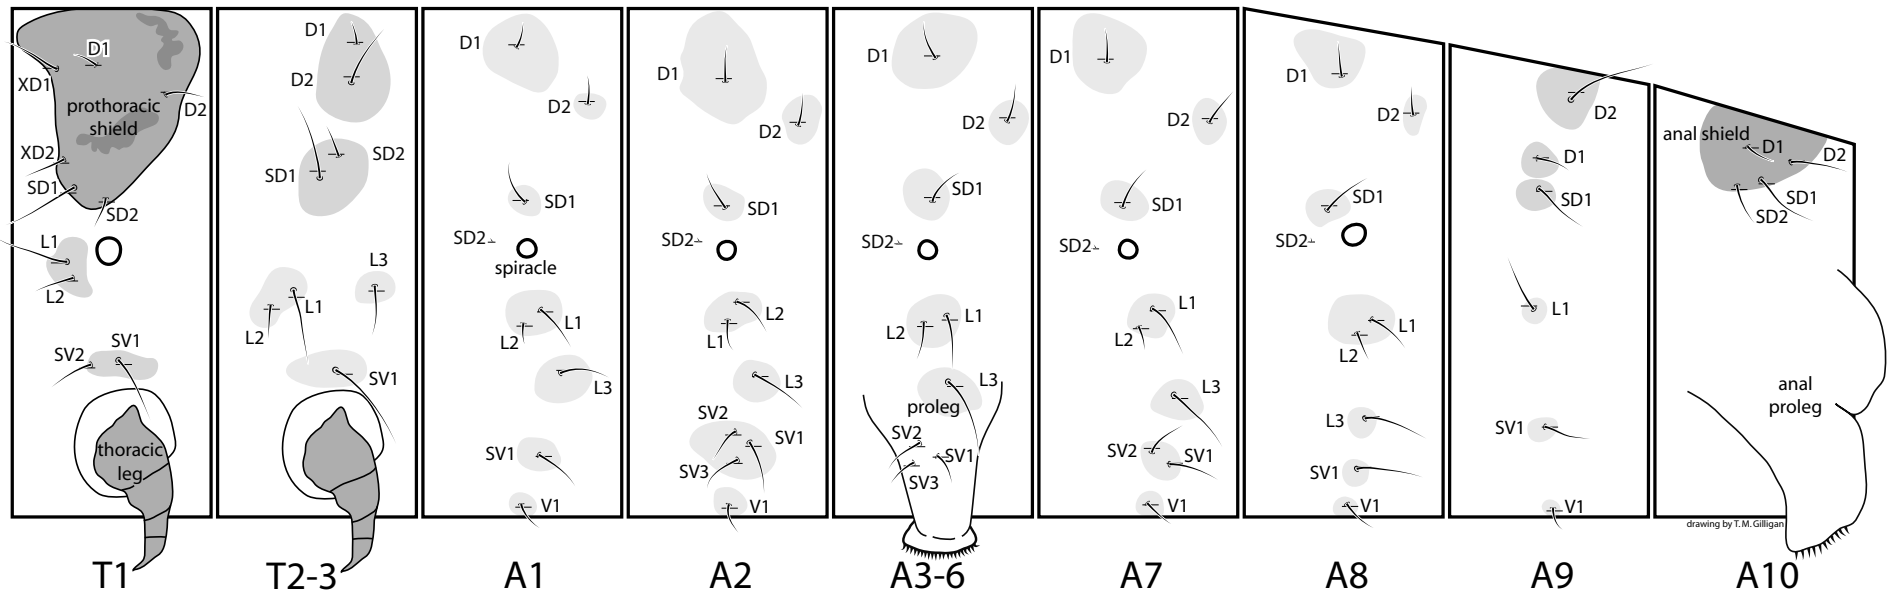 D1
XD1
prothoracic
shield
D2
XD2
SD1
SD2
L1
L2
SV1
SV2
thoracic
leg
T1
D1
D2
SD2
SD1
L3
L1
L2
SV1
T2-3
D1
D2
SD1
SD2
spiracle
L1
L2
L3
SV1
V1
A1
D1
D2
SD1
SD2
L2
L1
L3
SV2
SV1
SV3
V1
A2
D1
D2
SD1
SD2
L1
L2
L3
proleg
SV2
SV1
SV3
A3-6
D1
D2
SD1
SD2
L1
L2
L3
SV2
SV1
V1
A7
D1
D2
SD1
SD2
L1
L2
L3
SV1
V1
A8
D2
D1
SD1
L1
SV1
V1
A9
anal shield
D1
D2
SD1
SD2
anal
proleg
drawing by T. M. Gilligan
A10